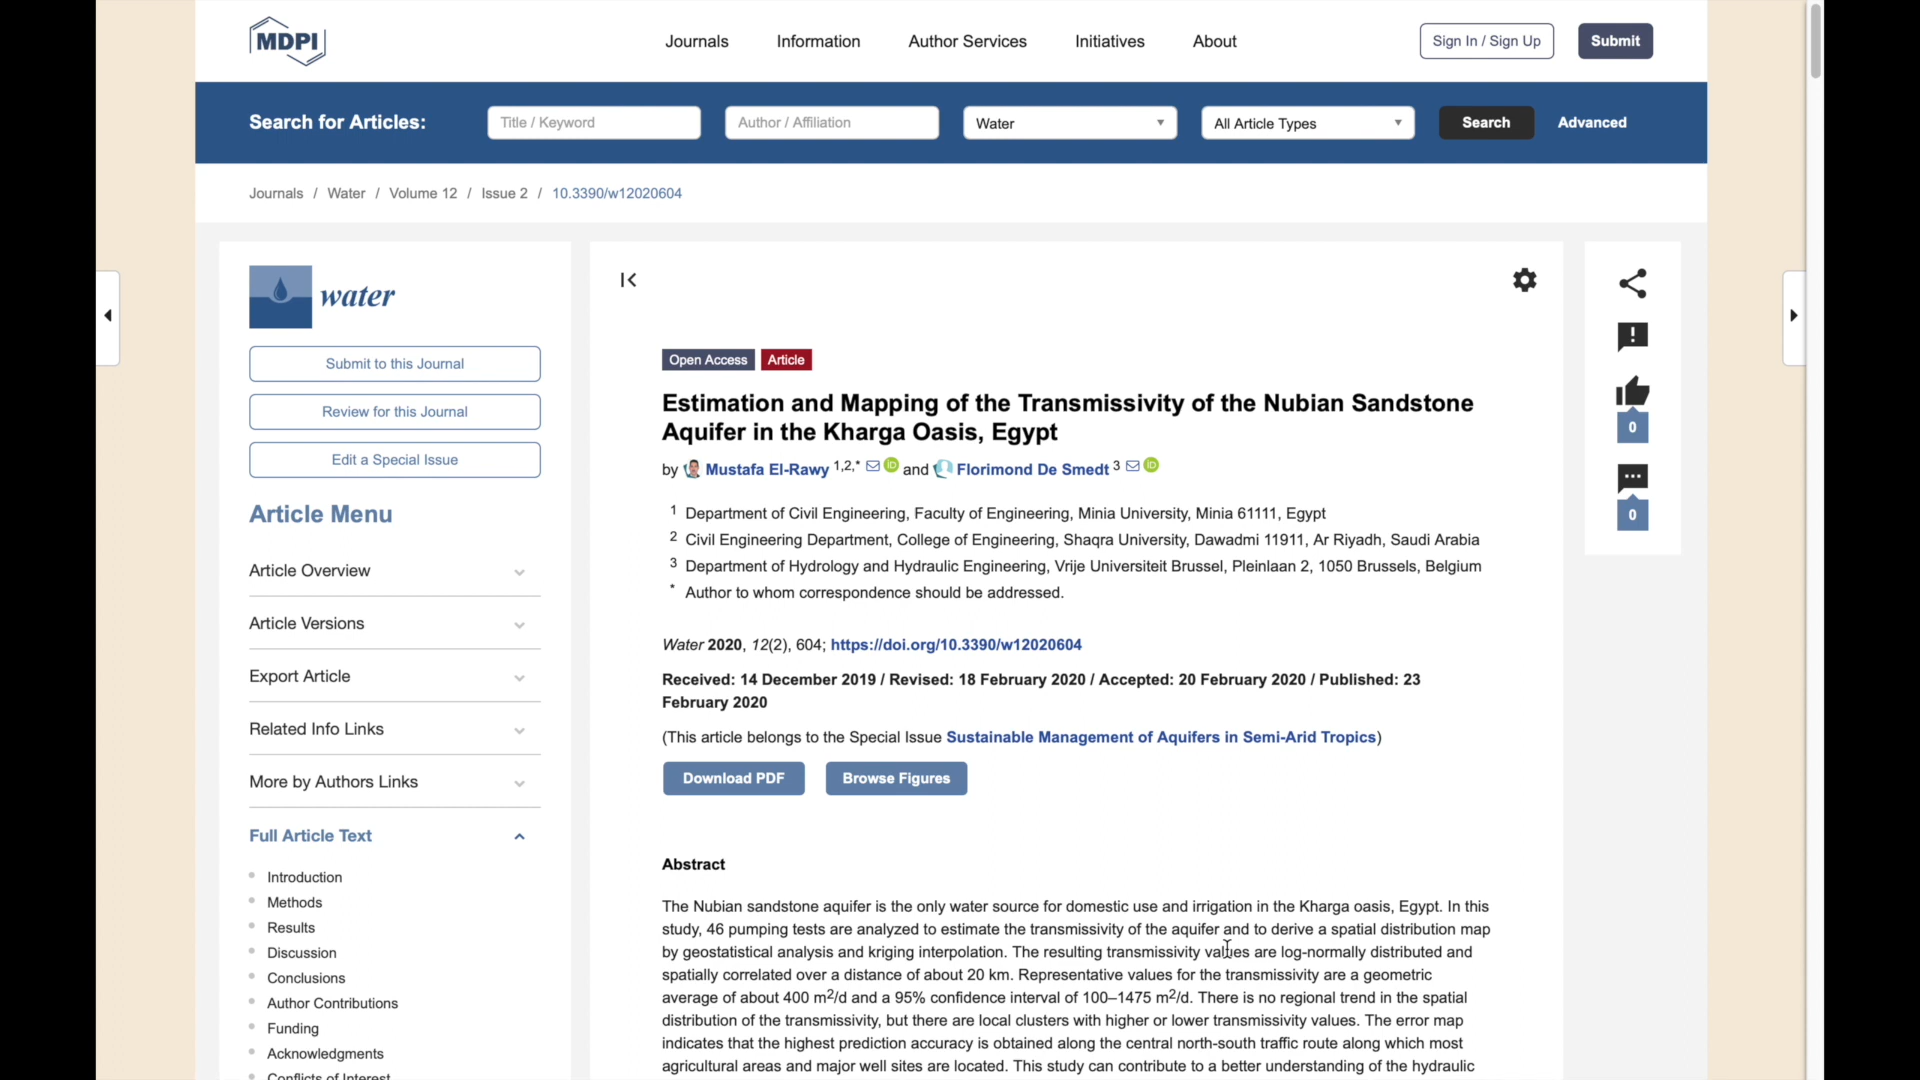 MDPI
Journals Information Author Services Initiatives About
Sign In / Sign Up Submit
Search for Articles: Title / Keyword Author / Affiliation Water All Article Types Search Advanced
Journals / Water / Volume 12 / Issue 2 / 10.3390/w12020604
water
Submit to this Journal
Review for this Journal
Edit a Special Issue
Article Menu
Article Overview
Article Versions
Export Article
Related Info Links
More by Authors Links
Full Article Text
Introduction
Methods
Results
Discussion
Conclusions
Author Contributions
Funding
Acknowledgments
Conflicts of Interest
Open Access Article
Estimation and Mapping of the Transmissivity of the Nubian Sandstone
Aquifer in the Kharga Oasis, Egypt
by Mustafa El-Rawy 1,2,* iD and Florimond De Smedt 3 iD
1 Department of Civil Engineering, Faculty of Engineering, Minia University, Minia 61111, Egypt
2 Civil Engineering Department, College of Engineering, Shaqra University, Dawadmi 11911, Ar Riyadh, Saudi Arabia
3 Department of Hydrology and Hydraulic Engineering, Vrije Universiteit Brussel, Pleinlaan 2, 1050 Brussels, Belgium
* Author to whom correspondence should be addressed.
Water 2020, 12(2), 604; https://doi.org/10.3390/w12020604
Received: 14 December 2019 / Revised: 18 February 2020 / Accepted: 20 February 2020 / Published: 23
February 2020
(This article belongs to the Special Issue Sustainable Management of Aquifers in Semi-Arid Tropics)
Download PDF Browse Figures
Abstract
The Nubian sandstone aquifer is the only water source for domestic use and irrigation in the Kharga oasis, Egypt. In this
study, 46 pumping tests are analyzed to estimate the transmissivity of the aquifer and to derive a spatial distribution map
by geostatistical analysis and kriging interpolation. The resulting transmissivity values are log-normally distributed and
spatially correlated over a distance of about 20 km. Representative values for the transmissivity are a geometric
average of about 400 m2/d and a 95% confidence interval of 100–1475 m2/d. There is no regional trend in the spatial
distribution of the transmissivity, but there are local clusters with higher or lower transmissivity values. The error map
indicates that the highest prediction accuracy is obtained along the central north-south traffic route along which most
agricultural areas and major well sites are located. This study can contribute to a better understanding of the hydraulic
0
0